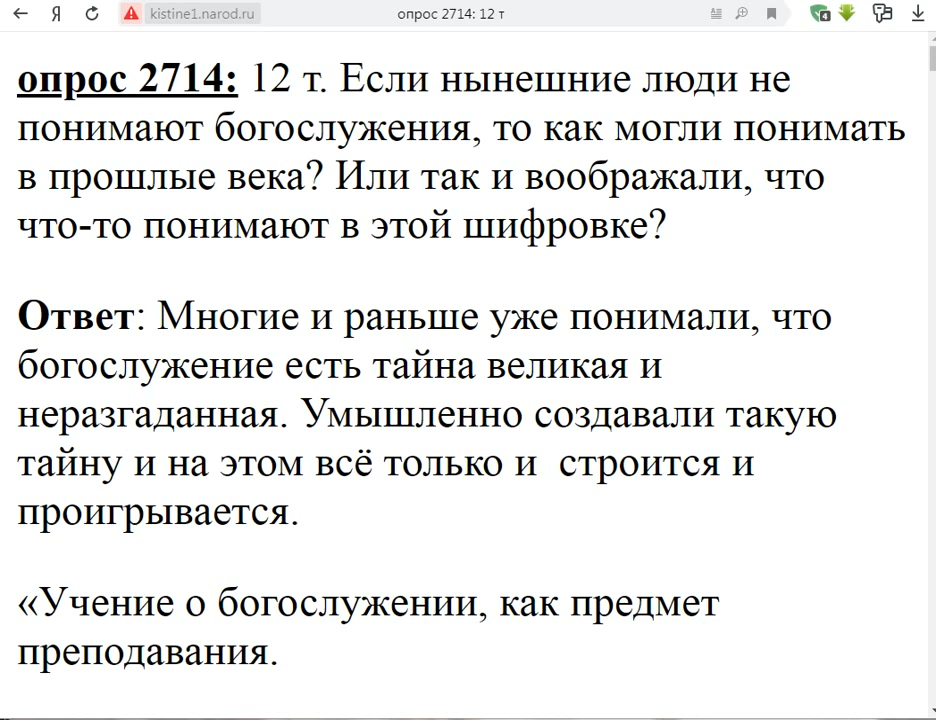 kistine1.narod.ru
опрос 2714: 12 т
4
опрос 2714: 12 т. Если нынешние люди не
понимают богослужения, то как могли понимать
в прошлые века? Или так и воображали, что
что-то понимают в этой шифровке?
Ответ: Многие и раньше уже понимали, что
богослужение есть тайна великая и
неразгаданная. Умышленно создавали такую
тайну и на этом всё только и  строится и
проигрывается.
«Учение о богослужении, как предмет
преподавания.